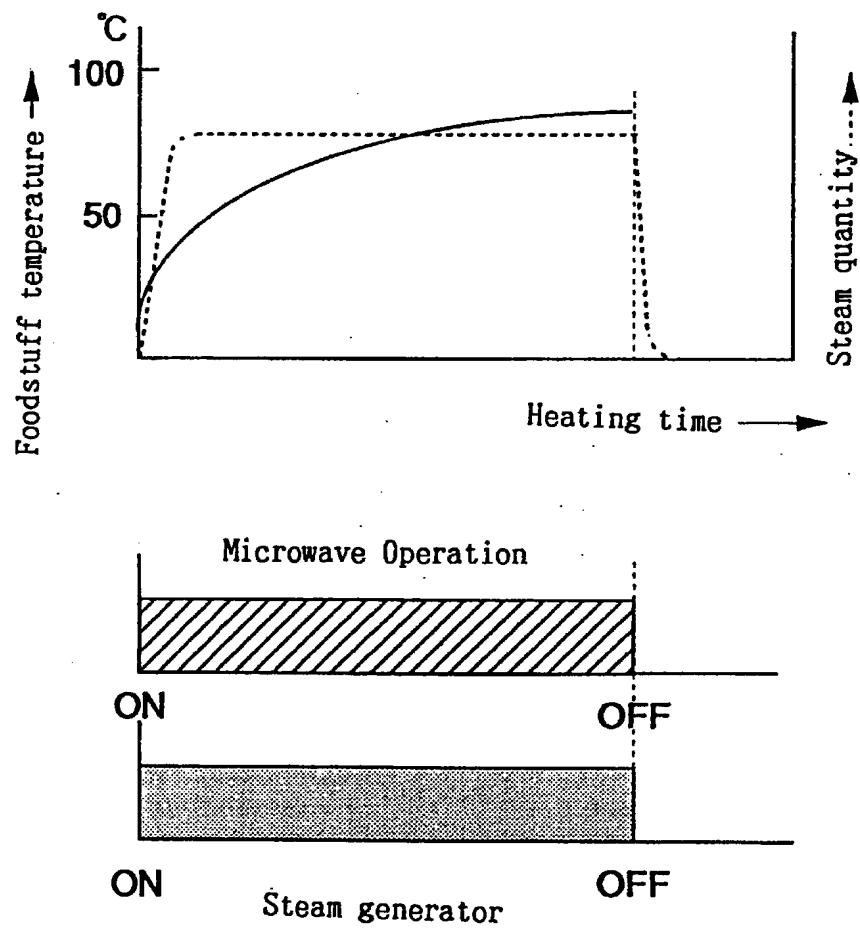 °C
100
50
Foodstuff temperature
Steam quantity
Heating time
Microwave Operation
ON
OFF
ON
OFF
Steam generator